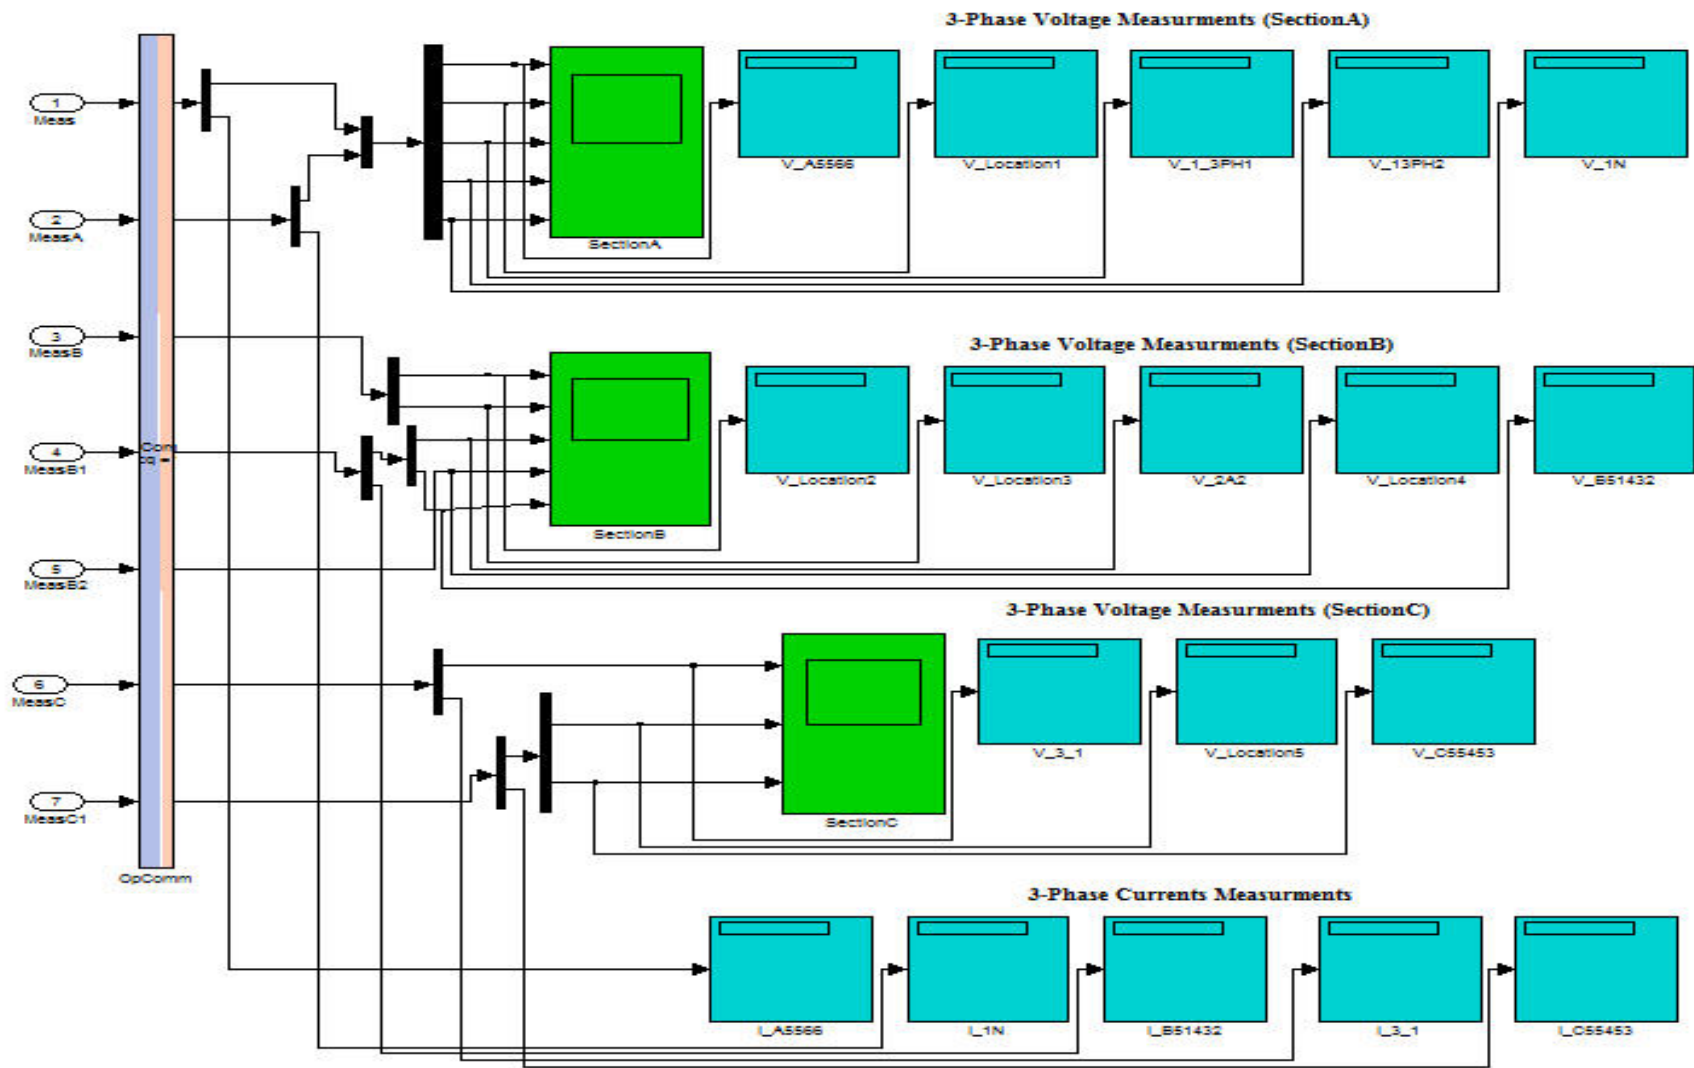 3-Phase Voltage Measurments (SectionA)
1
Meas
V_A5566
V_Location1
V_1_3PH1
V_13PH2
V_1N
2
MeasA
SectionA
3
MeasB
3-Phase Voltage Measurments (SectionB)
4
MeasB1
V_Location2
V_Location3
V_2A2
V_Location4
V_B51432
SectionB
5
MeasB2
3-Phase Voltage Measurments (SectionC)
6
MeasC
V_3_1
V_Location5
V_C55453
7
MeasC1
SectionC
OpComm
3-Phase Currents Measurments
I_A5566
I_1N
I_B51432
I_3_1
I_C55453